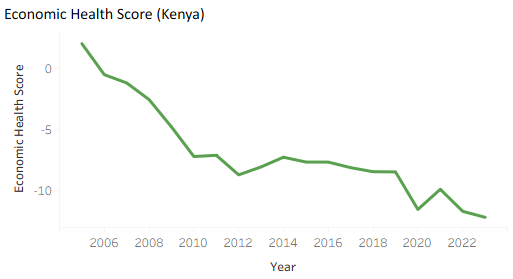 Economic Health Score (Kenya)
Economic Health Score
0
-5
-10
2006 2008 2010 2012 2014 2016 2018 2020 2022
Year